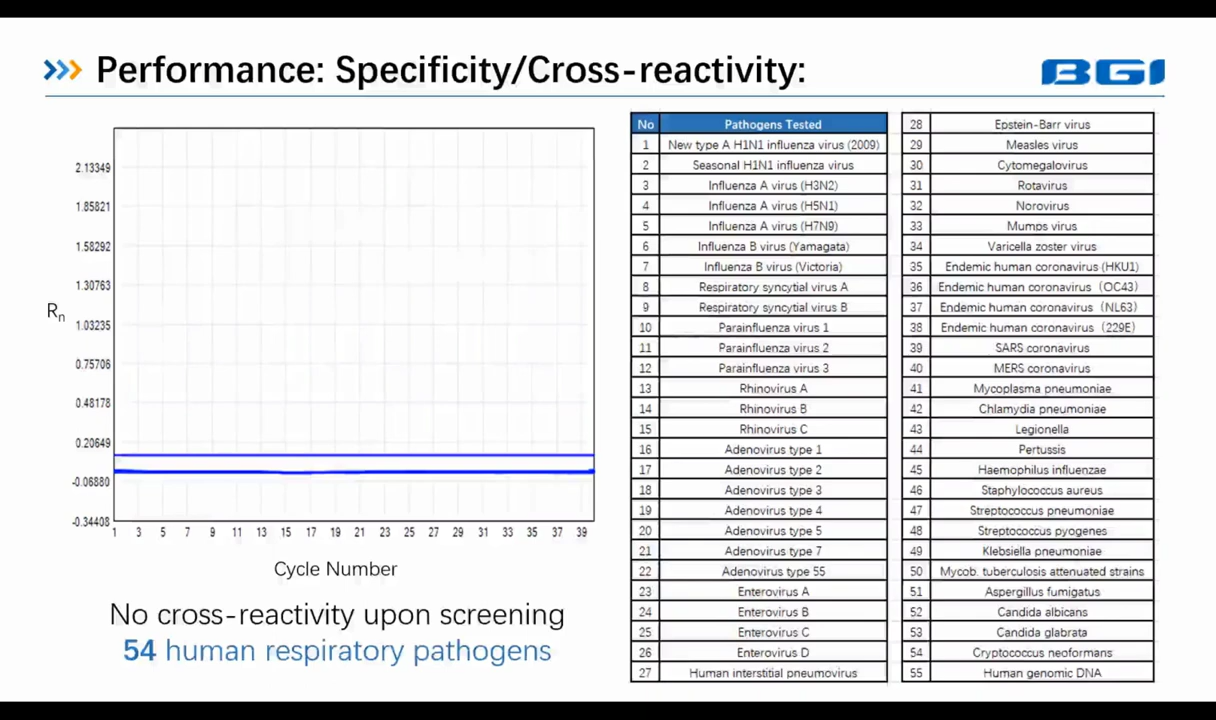 Performance: Specificity/Cross-reactivity:
BGI
2.13349
1.85821
1.58292
1.30763
1.03235
0.75706
0.48178
0.20649
-0.06880
-0.34408
Rn
1 3 5 7 9 11 13 15 17 19 21 23 25 27 29 31 33 35 37 39
Cycle Number
No cross-reactivity upon screening
54 human respiratory pathogens
No Pathogens Tested
1 New type A H1N1 influenza virus (2009)
2 Seasonal H1N1 influenza virus
3 Influenza A virus (H3N2)
4 Influenza A virus (H5N1)
5 Influenza A virus (H7N9)
6 Influenza B virus (Yamagata)
7 Influenza B virus (Victoria)
8 Respiratory syncytial virus A
9 Respiratory syncytial virus B
10 Parainfluenza virus 1
11 Parainfluenza virus 2
12 Parainfluenza virus 3
13 Rhinovirus A
14 Rhinovirus B
15 Rhinovirus C
16 Adenovirus type 1
17 Adenovirus type 2
18 Adenovirus type 3
19 Adenovirus type 4
20 Adenovirus type 5
21 Adenovirus type 7
22 Adenovirus type 55
23 Enterovirus A
24 Enterovirus B
25 Enterovirus C
26 Enterovirus D
27 Human interstitial pneumovirus
28 Epstein-Barr virus
29 Measles virus
30 Cytomegalovirus
31 Rotavirus
32 Norovirus
33 Mumps virus
34 Varicella zoster virus
35 Endemic human coronavirus (HKU1)
36 Endemic human coronavirus （OC43)
37 Endemic human coronavirus （NL63)
38 Endemic human coronavirus （229E)
39 SARS coronavirus
40 MERS coronavirus
41 Mycoplasma pneumoniae
42 Chlamydia pneumoniae
43 Legionella
44 Pertussis
45 Haemophilus influenzae
46 Staphylococcus aureus
47 Streptococcus pneumoniae
48 Streptococcus pyogenes
49 Klebsiella pneumoniae
50 Mycob. tuberculosis attenuated strains
51 Aspergillus fumigatus
52 Candida albicans
53 Candida glabrata
54 Cryptococcus neoformans
55 Human genomic DNA